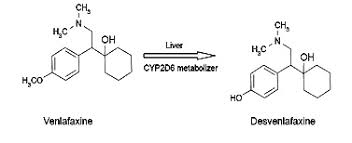 CH₃
N
H₃C
OH
H₃CO
Venlafaxine
Liver
CYP2D6 metabolizer
CH₃
N
H₃C
OH
HO
Desvenlafaxine